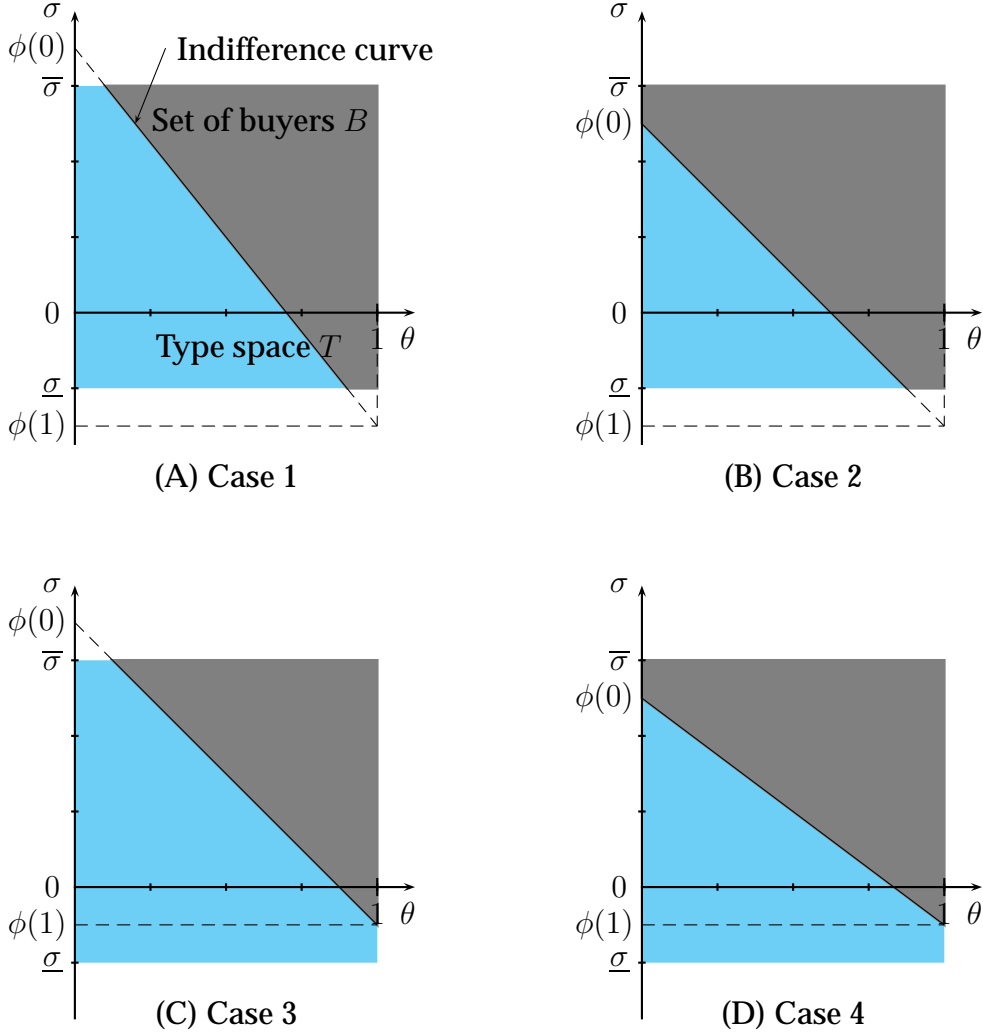 σ
φ(0)
Indifference curve
σ̅
Set of buyers B
0
1 θ
Type space T
σ̲
φ(1)
(A) Case 1
σ
σ̅
φ(0)
0
1 θ
σ̲
φ(1)
(B) Case 2
σ
φ(0)
σ̅
0
1 θ
φ(1)
σ̲
(C) Case 3
σ
σ̅
φ(0)
0
1 θ
φ(1)
σ̲
(D) Case 4